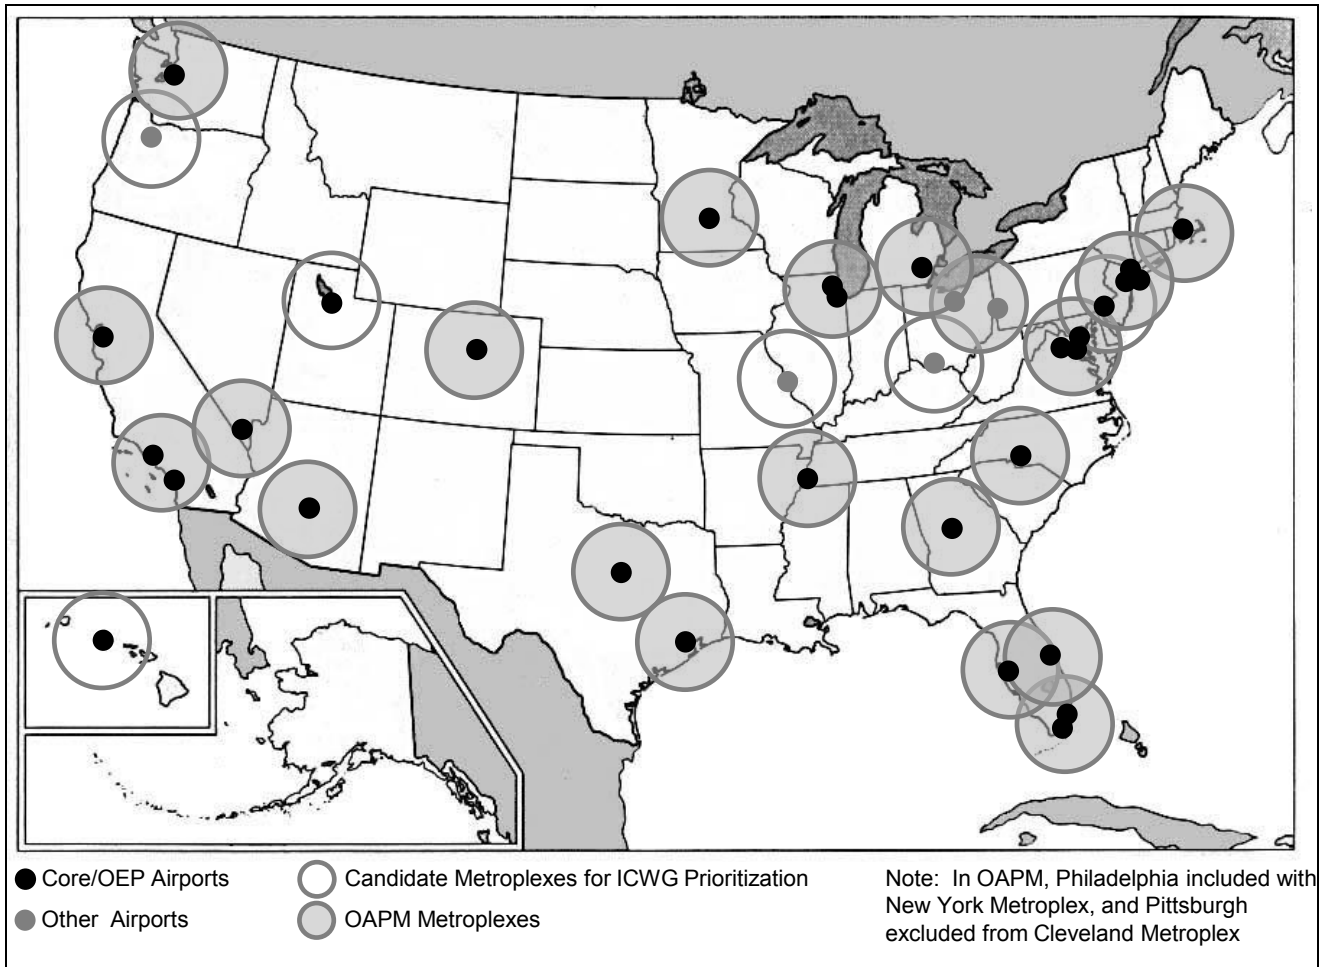 Core/OEP Airports
Candidate Metroplexes for ICWG Prioritization
Other Airports
OAPM Metroplexes
Note: In OAPM, Philadelphia included with
New York Metroplex, and Pittsburgh
excluded from Cleveland Metroplex